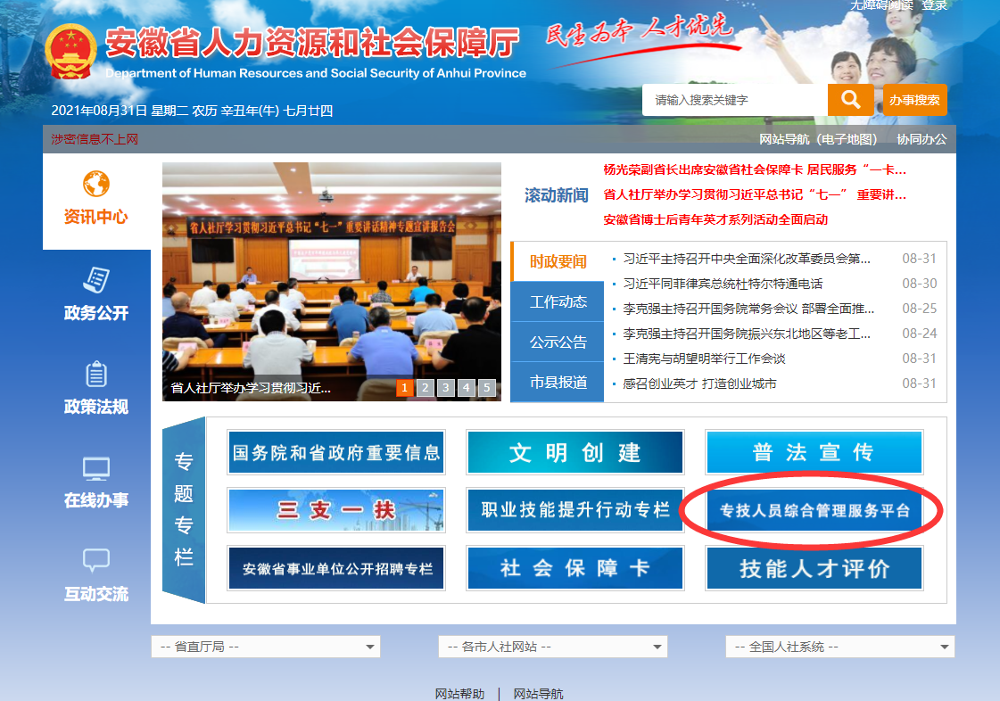 无障碍阅读 登录
安徽省人力资源和社会保障厅
Department of Human Resources and Social Security of Anhui Province
民生为本 人才优先
请输入搜索关键字
办事搜索
2021年08月31日 星期二 农历 辛丑年(牛) 七月廿四
涉密信息不上网
网站导航（电子地图） 协同办公
资讯中心
政务公开
政策法规
在线办事
互动交流
省人社厅学习贯彻习近平总书记“七一”重要讲话精神专题宣讲报告会
省人社厅举办学习贯彻习近...
1 2 3 4 5
滚动新闻
杨光荣副省长出席安徽省社会保障卡 居民服务“一卡...
省人社厅举办学习贯彻习近平总书记“七一” 重要讲...
安徽省博士后青年英才系列活动全面启动
时政要闻
工作动态
公示公告
市县报道
习近平主持召开中央全面深化改革委员会第... 08-31
习近平同菲律宾总统杜特尔特通电话 08-30
李克强主持召开国务院常务会议 部署全面推... 08-25
李克强主持召开国务院振兴东北地区等老工... 08-24
王清宪与胡望明举行工作会谈 08-31
感召创业英才 打造创业城市 08-31
专题专栏
国务院和省政府重要信息
文明创建
普法宣传
三支一扶
职业技能提升行动专栏
专技人员综合管理服务平台
安徽省事业单位公开招聘专栏
社会保障卡
技能人才评价
-- 省直厅局 --
-- 各市人社网站 --
-- 全国人社系统 --
网站帮助 | 网站导航